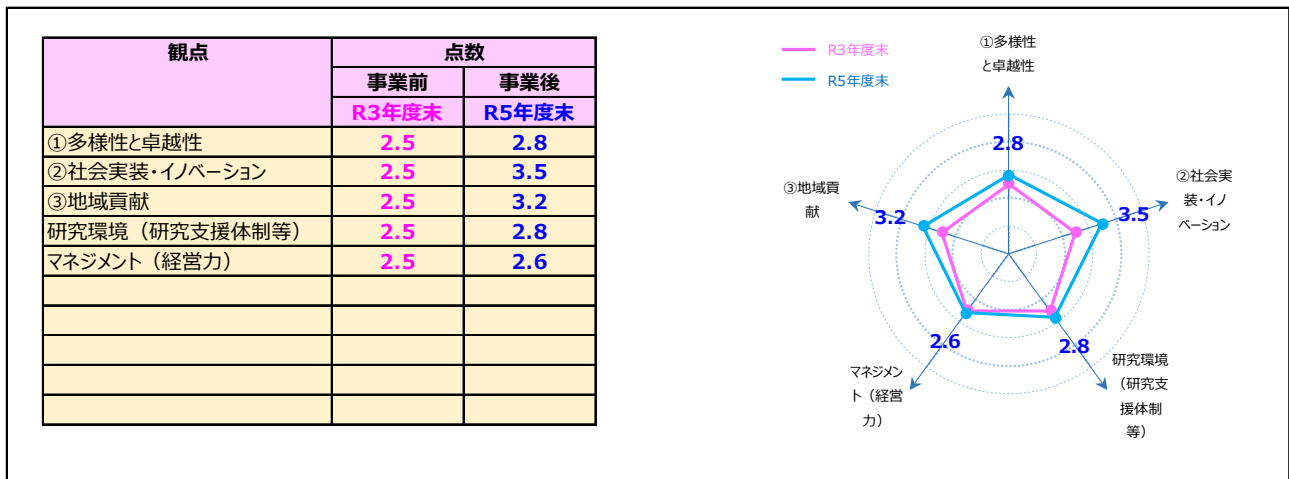 観点 点数
事業前 事業後
R3年度末 R5年度末
①多様性と卓越性 2.5 2.8
②社会実装・イノベーション 2.5 3.5
③地域貢献 2.5 3.2
研究環境（研究支援体制等） 2.5 2.8
マネジメント（経営力） 2.5 2.6
R3年度末
R5年度末
①多様性
と卓越性
2.8
②社会実
装・イノ
ベーション
3.5
研究環境
（研究支
援体制
等）
2.8
マネジメン
ト（経営
力）
2.6
③地域貢
献
3.2